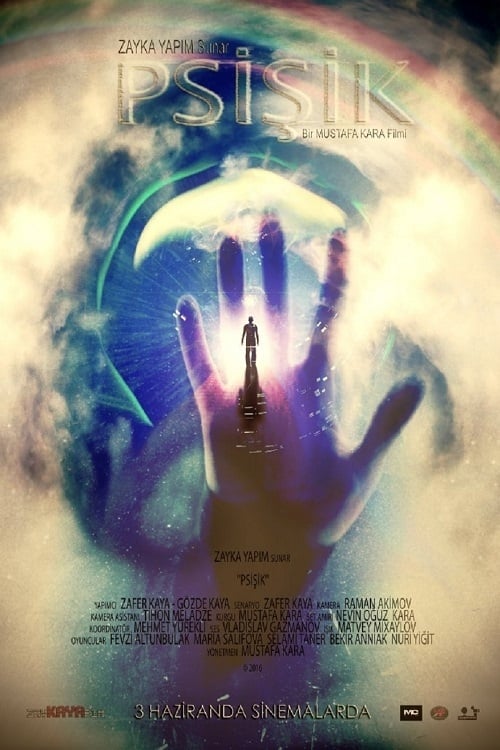 ZAYKA YAPIM Sunar
PSİŞİK
Bir MUSTAFA KARA Filmi
ZAYKA YAPIM SUNAR
"PSİŞİK"
YAPIMCI ZAFER KAYA - GÖZDE KAYA SENARYO ZAFER KAYA KAMERA RAMAN AKIMOV
KAMERA ASİSTANI TIHON MELADZE KURGU MUSTAFA KARA SET AMİRİ NEVİN OĞUZ KARA
KOORDİNATÖR MEHMET YÜREKLİ SES VLADISLAV GAZMANOV IŞIK MATVEY MIXAYLOV
OYUNCULAR FEVZİ ALTUNBULAK MARIA SALIFOVA SELAMİ TANER BEKİR ANNIAK NURİ YİĞİT
YÖNETMEN MUSTAFA KARA
© 2016
KAYA
3 HAZİRANDA SİNEMALARDA
MC